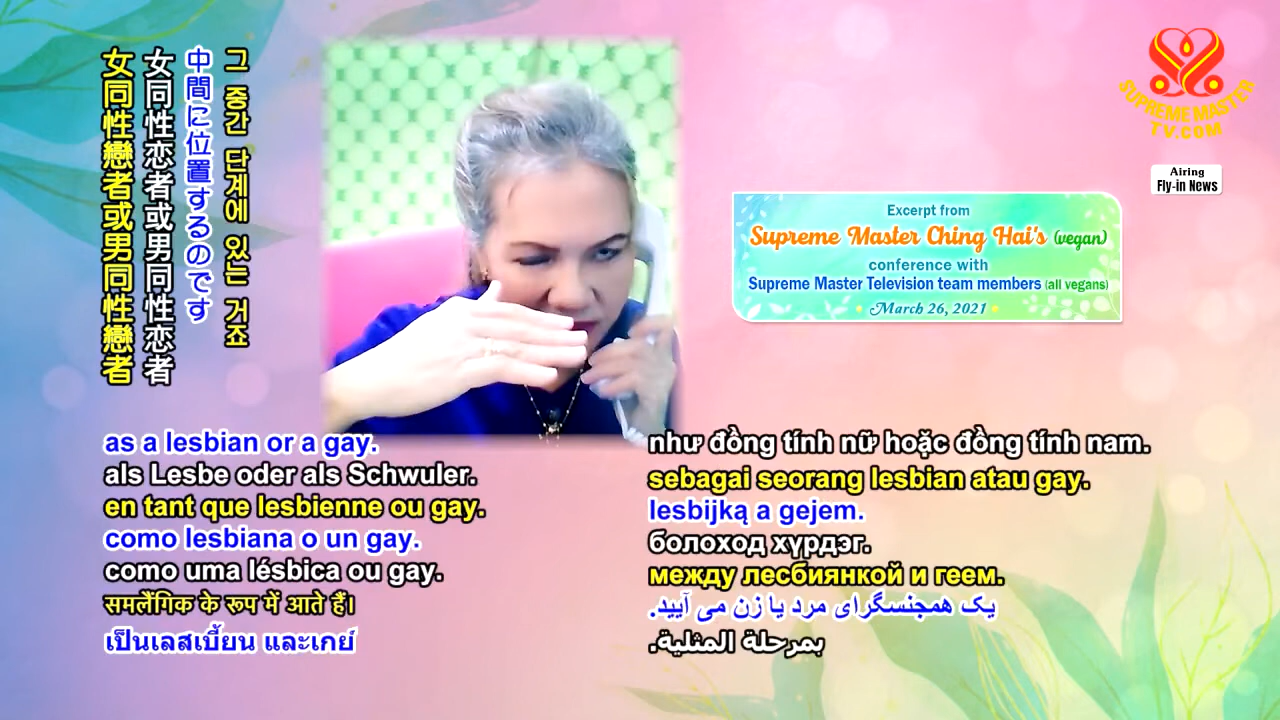 女同性戀者或男同性戀者
女同性恋者或男同性恋者
中間に位置するのです
그 중간 단계에 있는 거죠
SUPREME MASTER
TV.COM
Airing
Fly-in News
Excerpt from
Supreme Master Ching Hai's (vegan)
conference with
Supreme Master Television team members (all vegans)
March 26, 2021
as a lesbian or a gay.
als Lesbe oder als Schwuler.
en tant que lesbienne ou gay.
como lesbiana o un gay.
como uma lésbica ou gay.
समलैंगिक के रूप में आते हैं।
เป็นเลสเบี้ยน และเกย์
như đồng tính nữ hoặc đồng tính nam.
sebagai seorang lesbian atau gay.
lesbijką a gejem.
болоход хүрдэг.
между лесбиянкой и геем.
یک همجنسگرای مرد یا زن می آیید.
بمرحلة المثلية.